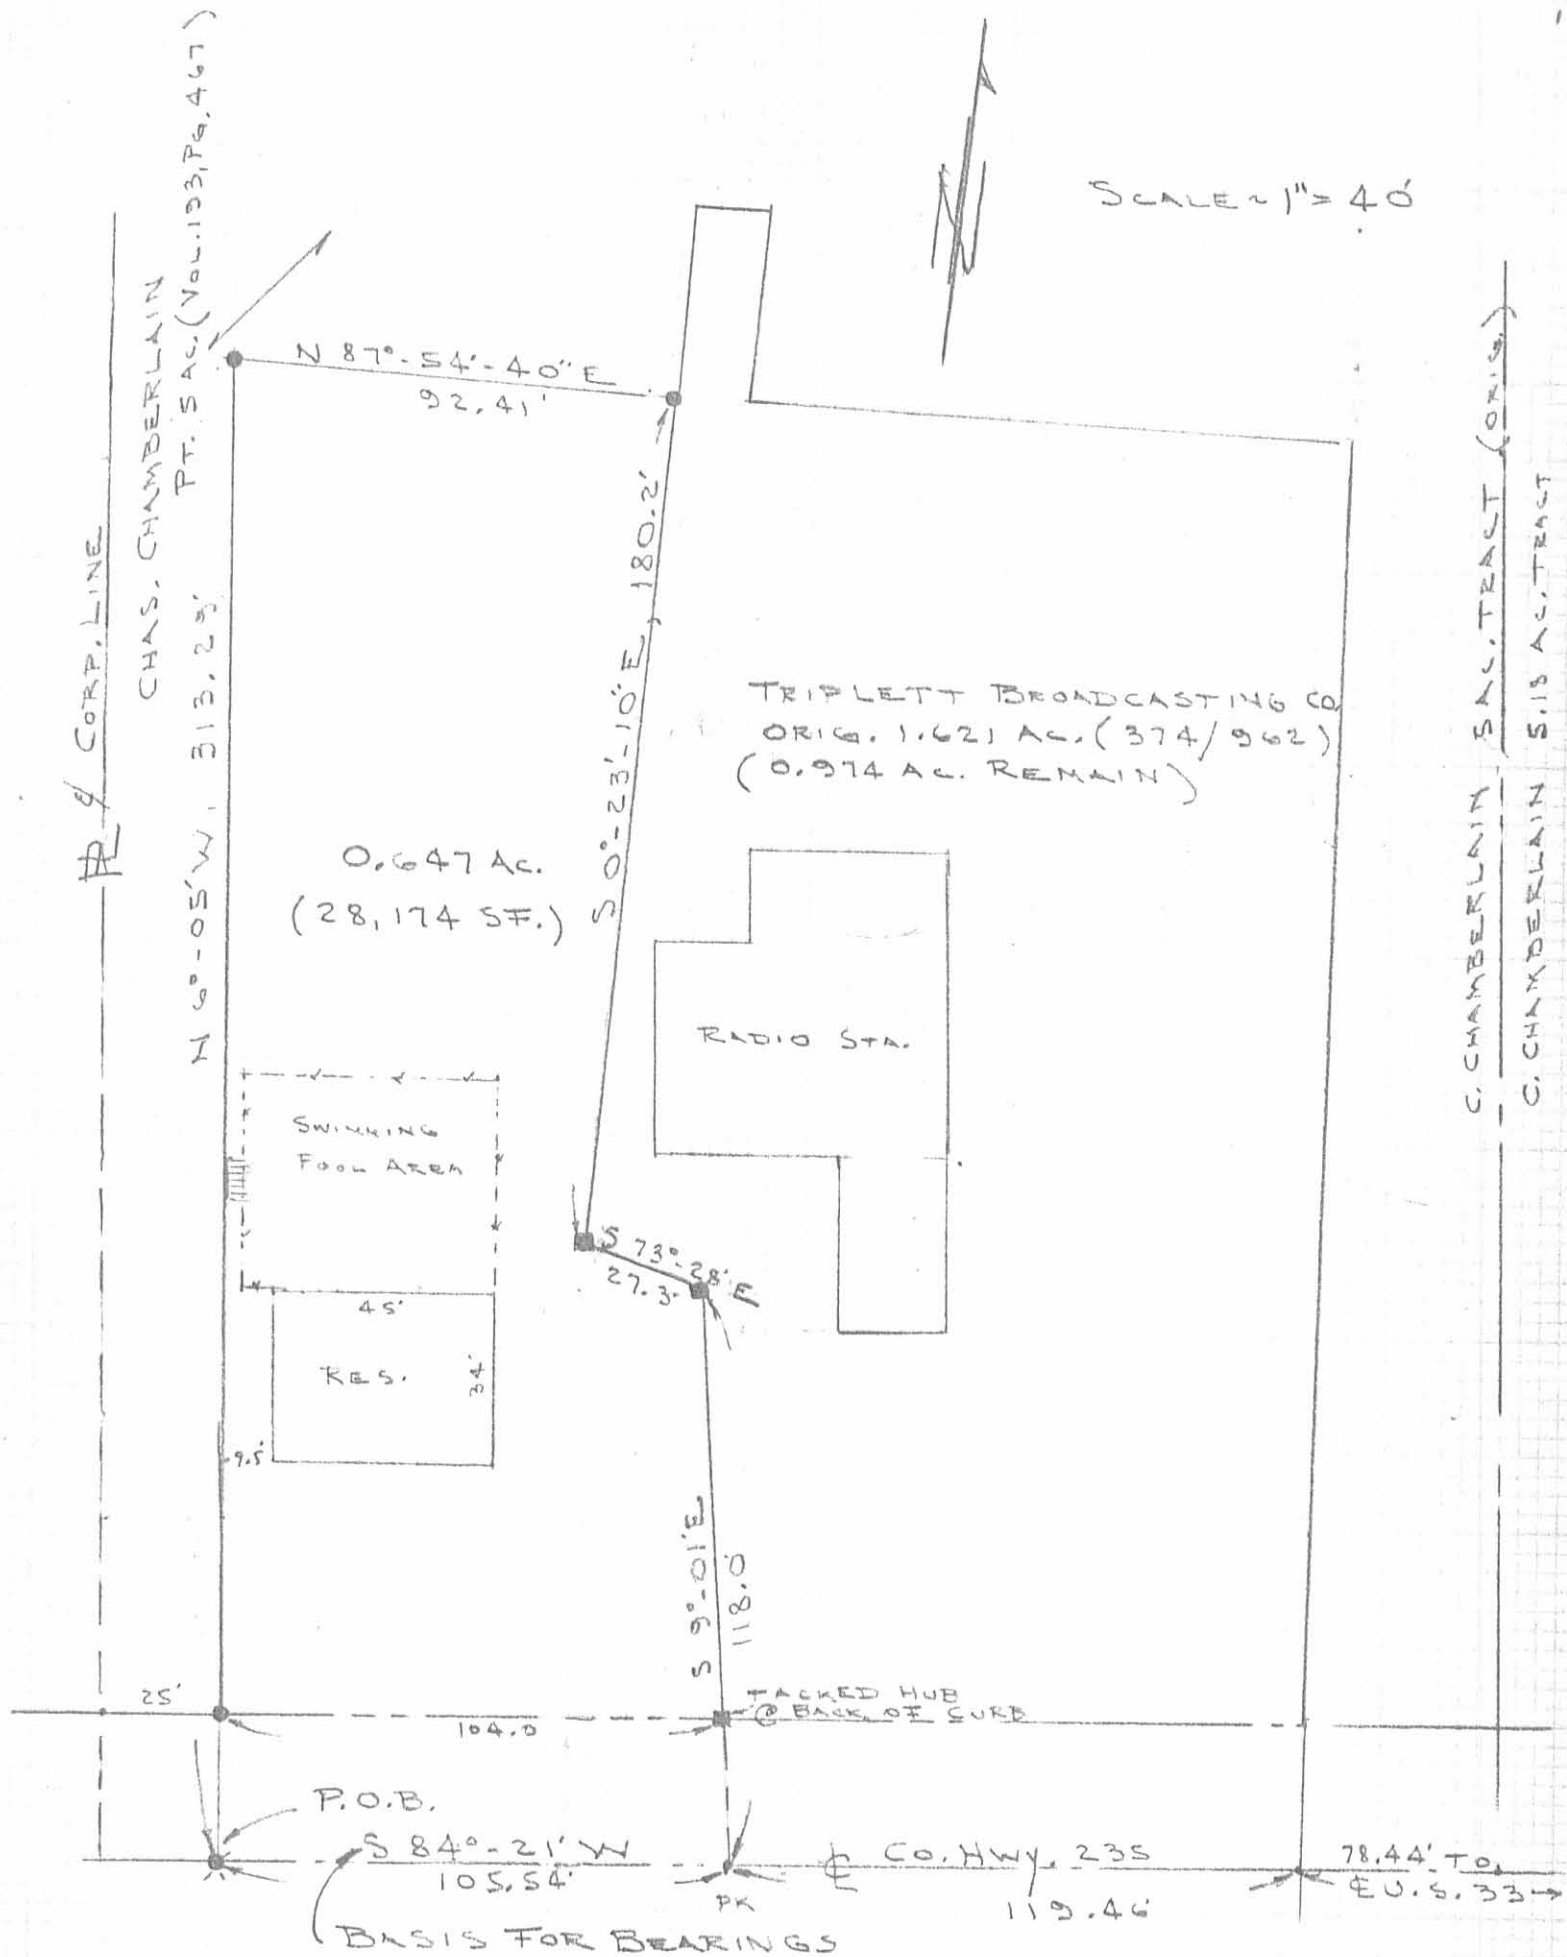 SCALE ~ 1" = 40'
CHAS. CHAMBERLAIN
PT. 5 AC. (VOL. 193, PG. 467)
N 87°-54'-40" E
92.41'
℄ CORP. LINE
N 6°-05' W, 313.29'
S 0°-23'-10" E, 180.2'
TRIPLETT BROADCASTING CO.
ORIG. 1.621 AC. (374/962)
(0.974 AC. REMAIN)
C. CHAMBERLAIN 5 AC. TRACT (ORIG.)
C. CHAMBERLAIN 5.18 AC. TRACT
0.647 AC.
(28,174 SF.)
RADIO STA.
SWIMMING
POOL AREA
S 73°-28' E
27.3'
45'
RES.
34'
9.5'
S 9°-01' E
118.0'
25'
104.0
TACKED HUB
@ BACK OF CURB
P.O.B.
S 84°-21' W
105.54'
PK
℄ CO. HWY. 235
119.46'
78.44' TO
℄ U.S. 33 →
BASIS FOR BEARINGS
N